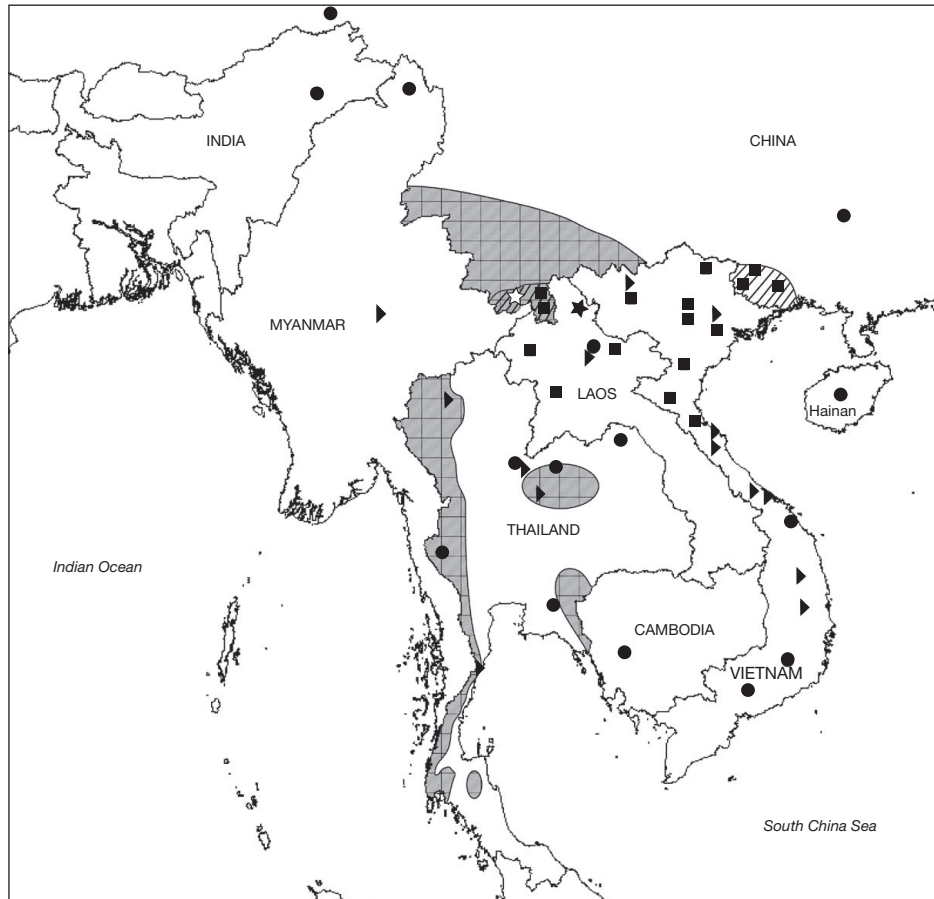 INDIA
CHINA
MYANMAR
LAOS
Hainan
THAILAND
Indian Ocean
CAMBODIA
VIETNAM
South China Sea